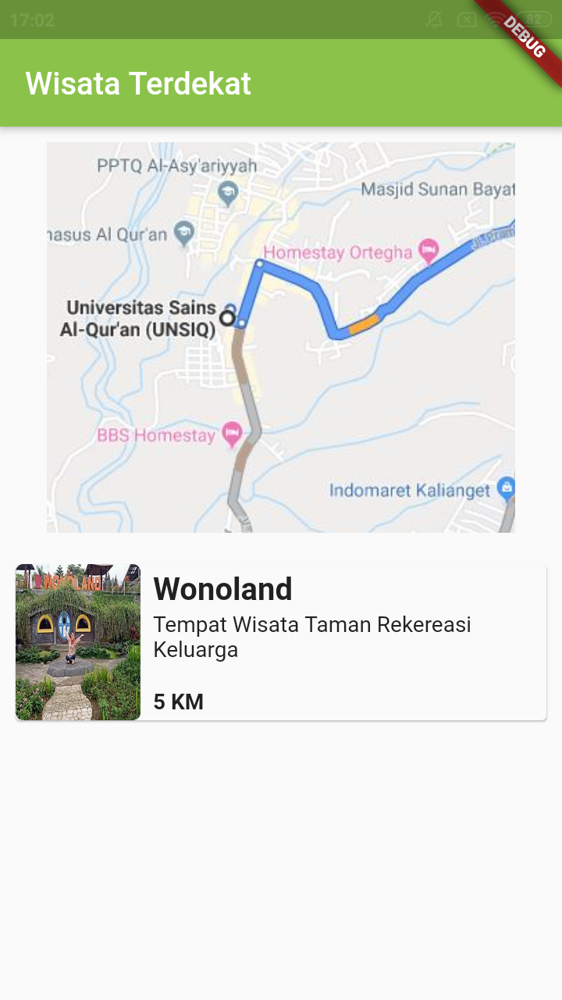 17:02
82
DEBUG
Wisata Terdekat
PPTQ Al-Asy'ariyyah
Masjid Sunan Bayat
nasus Al Qur'an
Homestay Ortegha
Jl. Pram
Universitas Sains
Al-Qur'an (UNSIQ)
BBS Homestay
Indomaret Kalianget
WONOLAND
Wonoland
Tempat Wisata Taman Rekereasi
Keluarga
5 KM